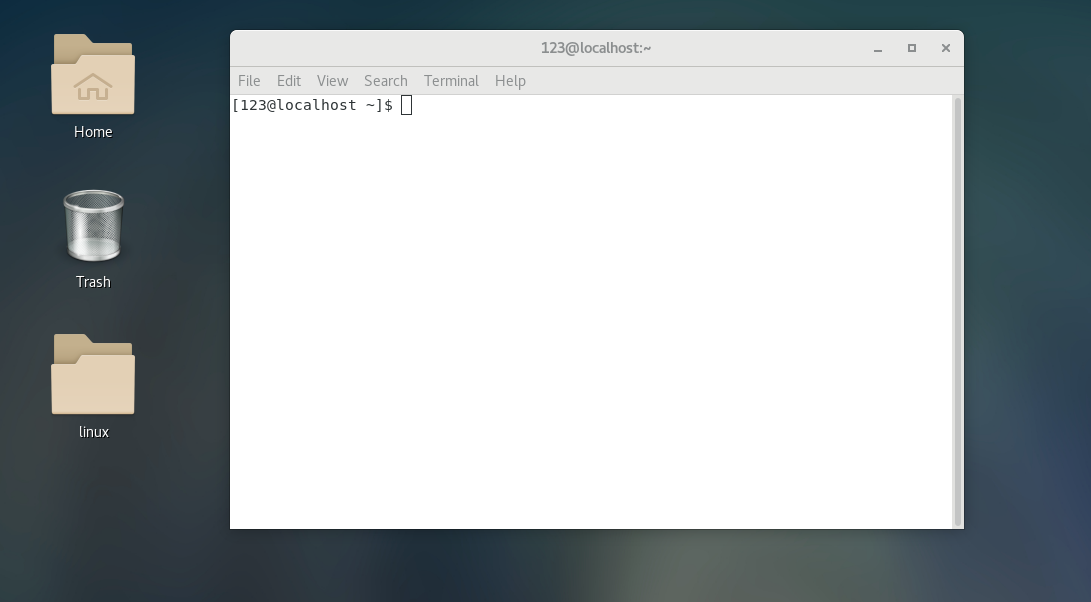 Home
Trash
linux
123@localhost:~
File Edit View Search Terminal Help
[123@localhost ~]$